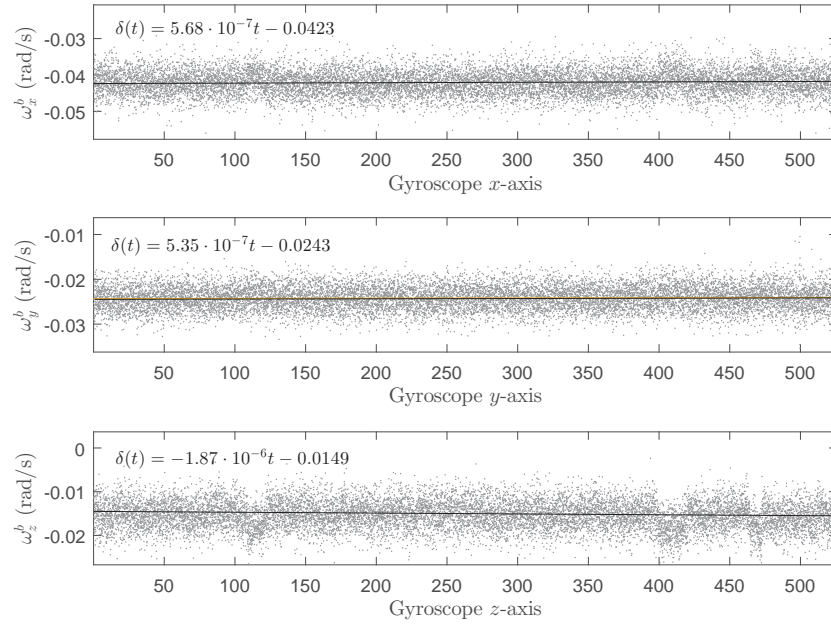 δ(t) = 5.68 · 10⁻⁷t − 0.0423
-0.03
-0.04
-0.05
ω_x^b (rad/s)
50 100 150 200 250 300 350 400 450 500
Gyroscope x-axis
δ(t) = 5.35 · 10⁻⁷t − 0.0243
-0.01
-0.02
-0.03
ω_y^b (rad/s)
50 100 150 200 250 300 350 400 450 500
Gyroscope y-axis
δ(t) = −1.87 · 10⁻⁶t − 0.0149
0
-0.01
-0.02
ω_z^b (rad/s)
50 100 150 200 250 300 350 400 450 500
Gyroscope z-axis